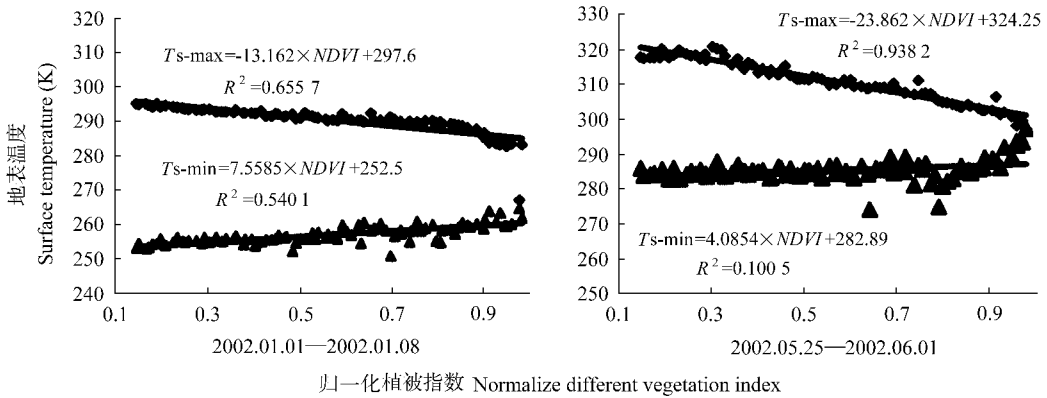 地表温度
Surface temperature (K)
320
310
300
290
280
270
260
250
240
Ts-max=-13.162×NDVI+297.6
R²=0.655 7
Ts-min=7.5585×NDVI+252.5
R²=0.540 1
0.1 0.3 0.5 0.7 0.9
2002.01.01—2002.01.08
330
320
310
300
290
280
270
260
250
Ts-max=-23.862×NDVI+324.25
R²=0.938 2
Ts-min=4.0854×NDVI+282.89
R²=0.100 5
0.1 0.3 0.5 0.7 0.9
2002.05.25—2002.06.01
归一化植被指数 Normalize different vegetation index